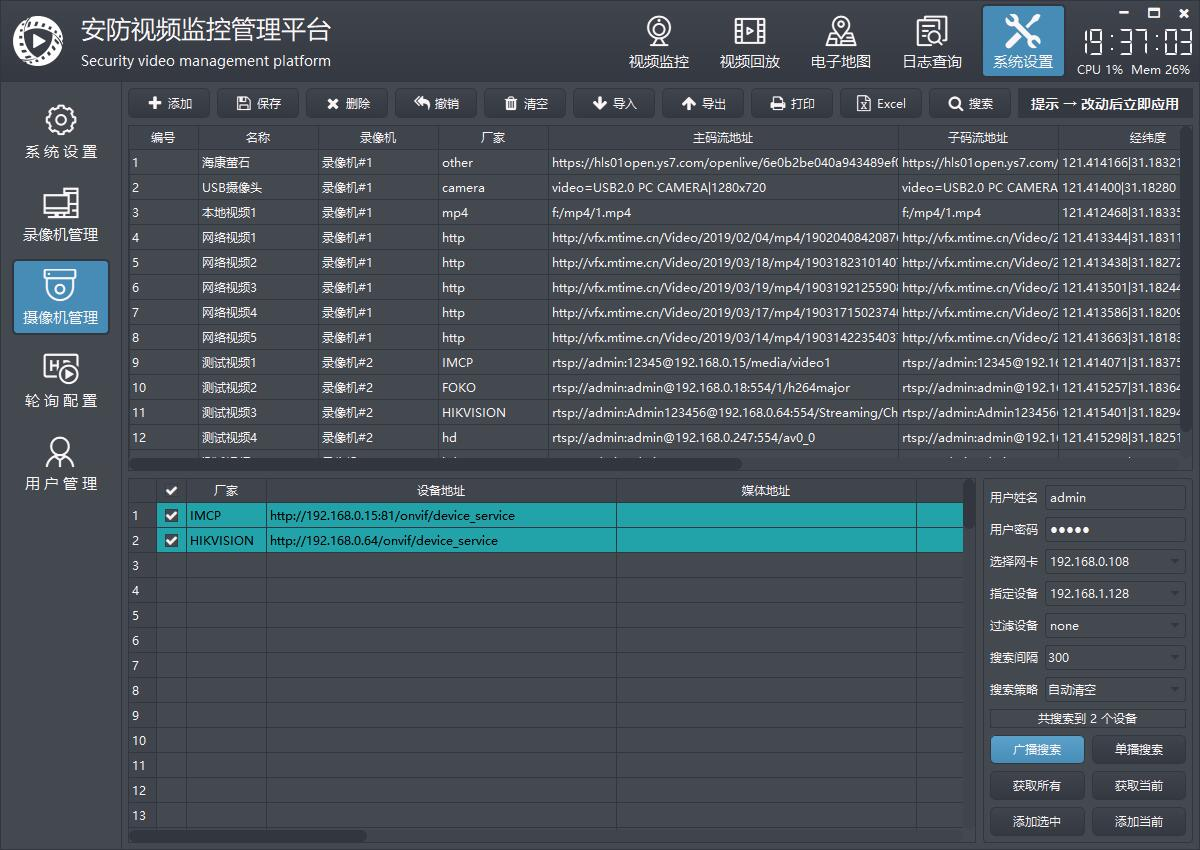 安防视频监控管理平台
Security video management platform
视频监控 视频回放 电子地图 日志查询 系统设置
19:37:03
CPU 1% Mem 26%
系统设置
录像机管理
摄像机管理
轮询配置
用户管理
添加 保存 删除 撤销 清空 导入 导出 打印 Excel 搜索 提示 → 改动后立即应用
编号 名称 录像机 厂家 主码流地址 子码流地址 经纬度
1 海康萤石 录像机#1 other https://hls01open.ys7.com/openlive/6e0b2be040a943489ef0 https://hls01open.ys7.com/ 121.414166|31.18321
2 USB摄像头 录像机#1 camera video=USB2.0 PC CAMERA|1280x720 video=USB2.0 PC CAMERA 121.41400|31.18280
3 本地视频1 录像机#1 mp4 f:/mp4/1.mp4 f:/mp4/1.mp4 121.412468|31.18335
4 网络视频1 录像机#1 http http://vfx.mtime.cn/Video/2019/02/04/mp4/19020408420876 http://vfx.mtime.cn/Video/2 121.413344|31.18311
5 网络视频2 录像机#1 http http://vfx.mtime.cn/Video/2019/03/18/mp4/19031823101407 http://vfx.mtime.cn/Video/2 121.413438|31.18272
6 网络视频3 录像机#1 http http://vfx.mtime.cn/Video/2019/03/19/mp4/19031921255908 http://vfx.mtime.cn/Video/2 121.413501|31.18244
7 网络视频4 录像机#1 http http://vfx.mtime.cn/Video/2019/03/17/mp4/19031715023740 http://vfx.mtime.cn/Video/2 121.413586|31.18209
8 网络视频5 录像机#1 http http://vfx.mtime.cn/Video/2019/03/14/mp4/19031422354037 http://vfx.mtime.cn/Video/2 121.413663|31.18183
9 测试视频1 录像机#2 IMCP rtsp://admin:12345@192.168.0.15/media/video1 rtsp://admin:12345@192.16 121.414071|31.18375
10 测试视频2 录像机#2 FOKO rtsp://admin:admin@192.168.0.18:554/1/h264major rtsp://admin:admin@192.16 121.415257|31.18364
11 测试视频3 录像机#2 HIKVISION rtsp://admin:Admin123456@192.168.0.64:554/Streaming/Ch rtsp://admin:Admin123456 121.415401|31.18294
12 测试视频4 录像机#2 hd rtsp://admin:admin@192.168.0.247:554/av0_0 rtsp://admin:admin@192.16 121.415298|31.18251
厂家 设备地址 媒体地址
1 IMCP http://192.168.0.15:81/onvif/device_service
2 HIKVISION http://192.168.0.64/onvif/device_service
3
4
5
6
7
8
9
10
11
12
13
用户姓名 admin
用户密码 ●●●●●
选择网卡 192.168.0.108
指定设备 192.168.1.128
过滤设备 none
搜索间隔 300
搜索策略 自动清空
共搜索到 2 个设备
广播搜索 单播搜索
获取所有 获取当前
添加选中 添加当前